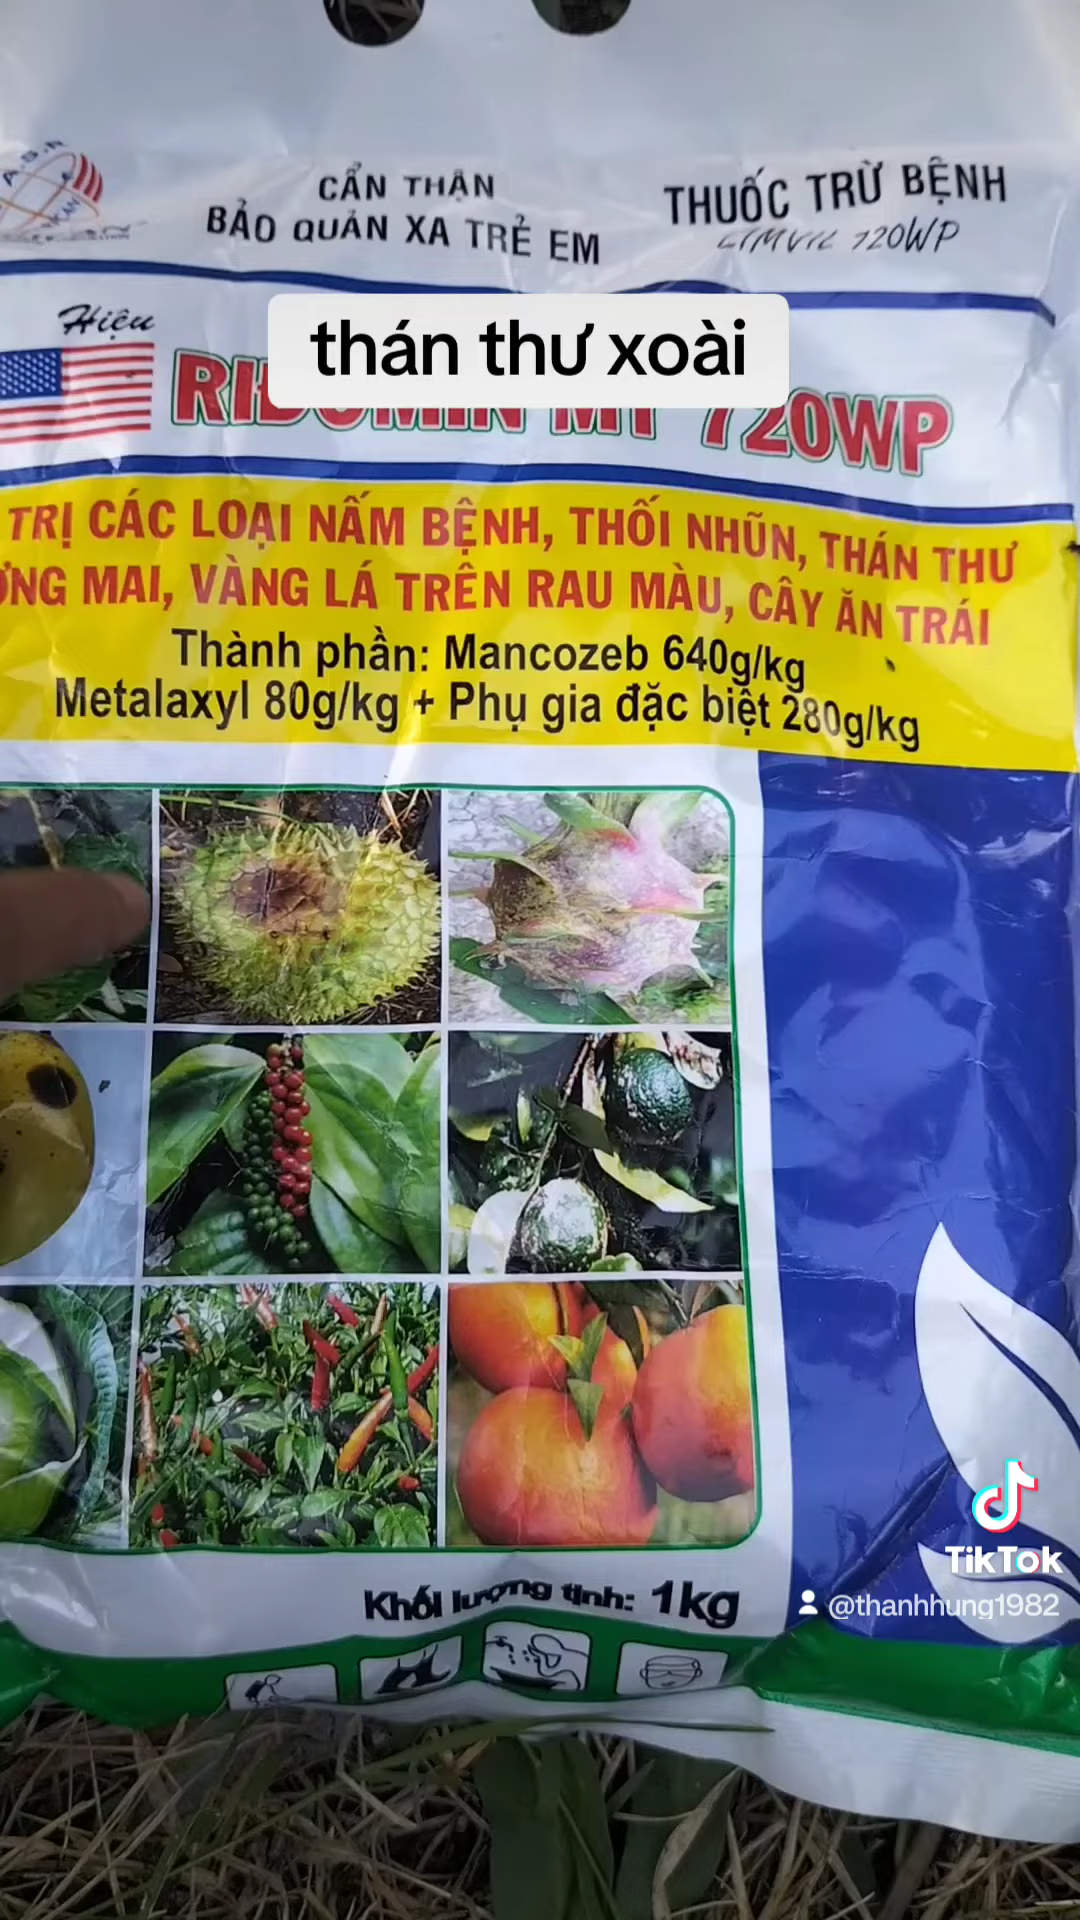 A.S.A
CẨN THẬN
BẢO QUẢN XA TRẺ EM
THUỐC TRỪ BỆNH
720WP
Hiệu
thán thư xoài
720WP
TRỊ CÁC LOẠI NẤM BỆNH, THỐI NHŨN, THÁN THƯ
MAI, VÀNG LÁ TRÊN RAU MÀU, CÂY ĂN TRÁI
Thành phần: Mancozeb 640g/kg
Metalaxyl 80g/kg + Phụ gia đặc biệt 280g/kg
Khối lượng tịnh: 1kg
TikTok
@thanhhung1982